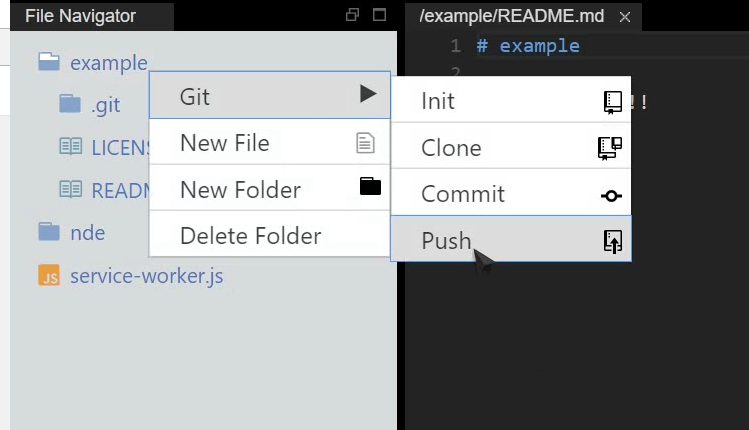 File Navigator
/example/README.md
example
.git
LICENS
READM
nde
service-worker.js
JS
Git
New File
New Folder
Delete Folder
Init
Clone
Commit
Push
1 # example
2
!!